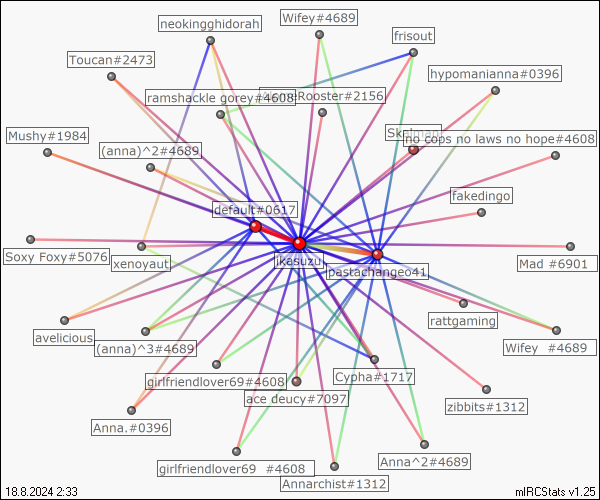 neokingghidorah
Wifey#4689
frisout
Toucan#2473
hypomanianna#0396
ramshackle gorey#4608
Rooster#2156
Mushy#1984
(anna)^2#4689
no cops no laws no hope#4608
default#0617
fakedingo
Soxy Foxy#5076
xenoyaut
ikasuzu
pastachangeo41
Mad #6901
rattgaming
avelicious
(anna)^3#4689
Wifey #4689
girlfriendlover69#4608
Cypha#1717
ace deucy#7097
zibbits#1312
Anna.#0396
girlfriendlover69 #4608
Anna^2#4689
Annarchist#1312
18.8.2024 2:33
mIRCStats v1.25